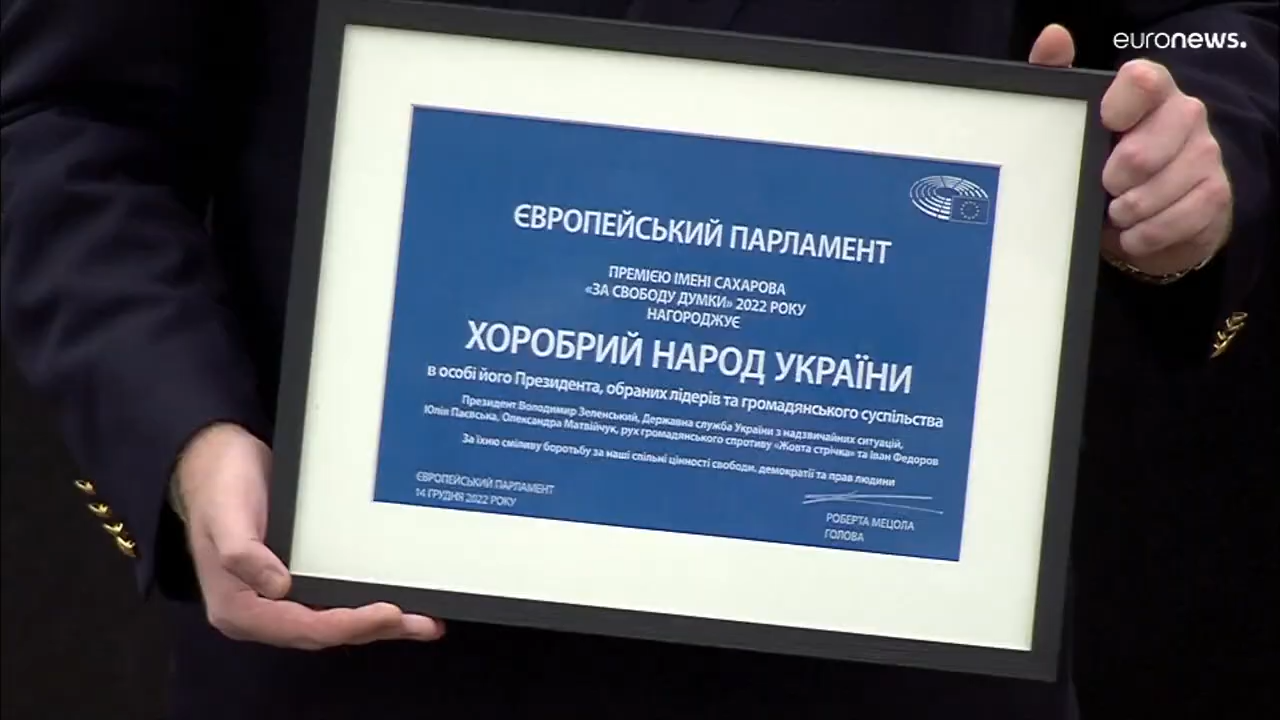 euronews.
ЄВРОПЕЙСЬКИЙ ПАРЛАМЕНТ
ПРЕМІЄЮ ІМЕНІ САХАРОВА
«ЗА СВОБОДУ ДУМКИ» 2022 РОКУ
НАГОРОДЖУЄ
ХОРОБРИЙ НАРОД УКРАЇНИ
в особі його Президента, обраних лідерів та громадянського суспільства
Президент Володимир Зеленський, Державна служба України з надзвичайних ситуацій,
Юлія Паєвська, Олександра Матвійчук, рух громадянського спротиву «Жовта стрічка» та Іван Федоров
За їхню сміливу боротьбу за наші спільні цінності свободи, демократії та прав людини
ЄВРОПЕЙСЬКИЙ ПАРЛАМЕНТ
14 ГРУДНЯ 2022 РОКУ
РОБЕРТА МЕЦОЛА
ГОЛОВА